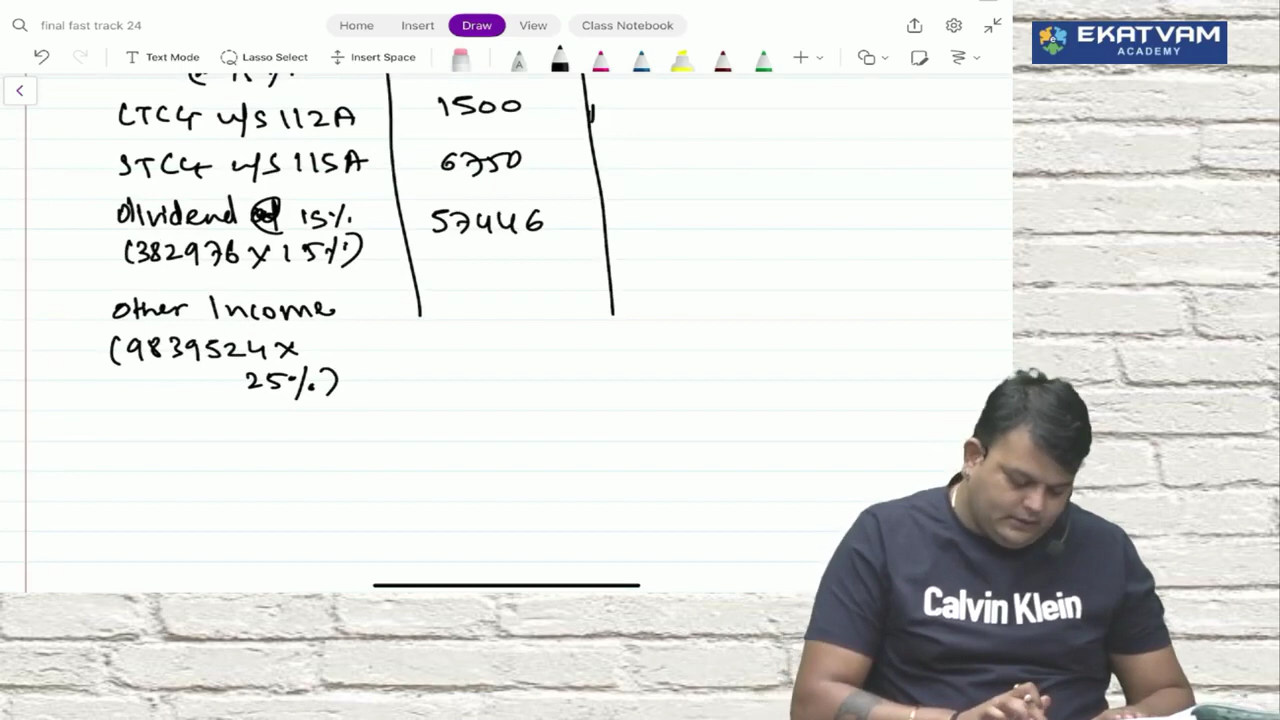 final fast track 24
Home Insert Draw View Class Notebook
Text Mode Lasso Select Insert Space
EKATVAM
ACADEMY
LTCG u/s 112A 1500
STCG u/s 115A 6750
Dividend @ 15% 57446
(382976 x 15%)
Other Income
(9839524 x
25%)
Calvin Klein